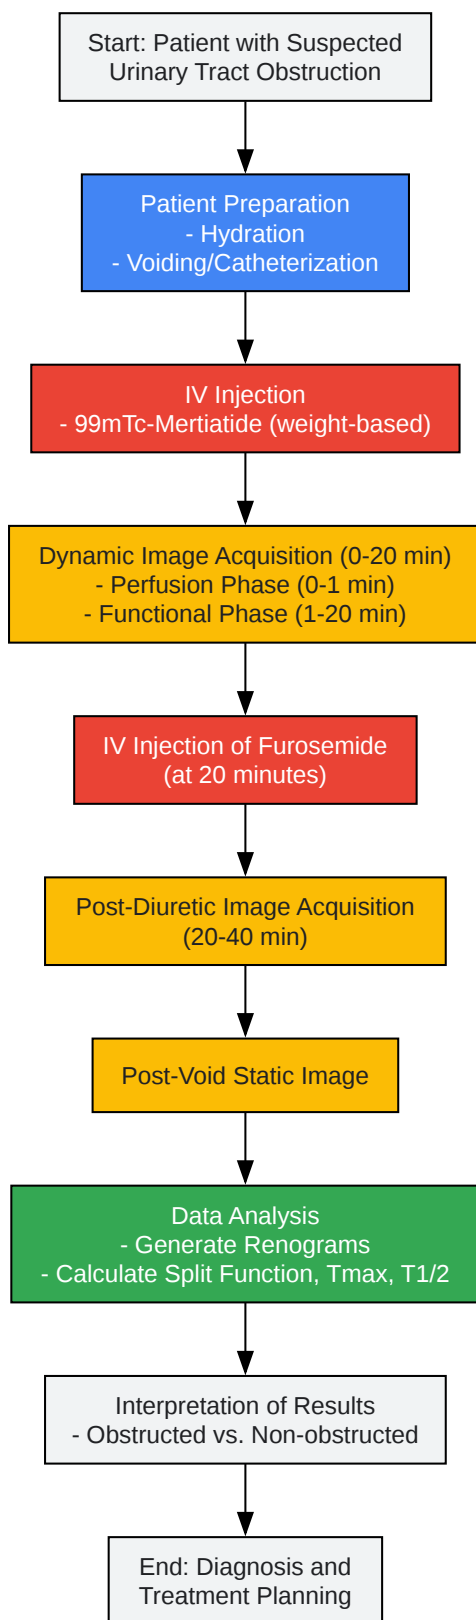 Start: Patient with Suspected
Urinary Tract Obstruction
Patient Preparation
- Hydration
- Voiding/Catheterization
IV Injection
- 99mTc-Mertiatide (weight-based)
Dynamic Image Acquisition (0-20 min)
- Perfusion Phase (0-1 min)
- Functional Phase (1-20 min)
IV Injection of Furosemide
(at 20 minutes)
Post-Diuretic Image Acquisition
(20-40 min)
Post-Void Static Image
Data Analysis
- Generate Renograms
- Calculate Split Function, Tmax, T1/2
Interpretation of Results
- Obstructed vs. Non-obstructed
End: Diagnosis and
Treatment Planning